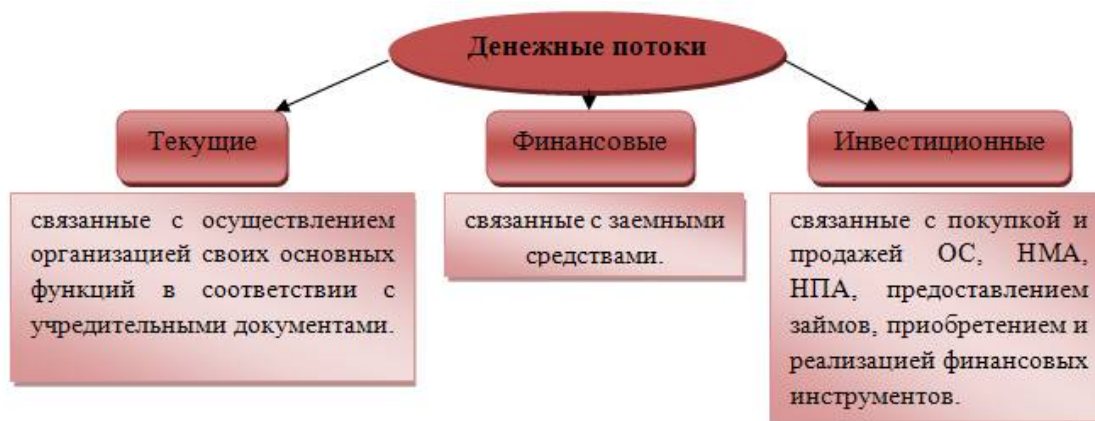 Денежные потоки
Текущие
связанные с осуществлением
организацией своих основных
функций в соответствии с
учредительными документами.
Финансовые
связанные с заемными
средствами.
Инвестиционные
связанные с покупкой и
продажей ОС, НМА,
НПА, предоставлением
займов, приобретением и
реализацией финансовых
инструментов.